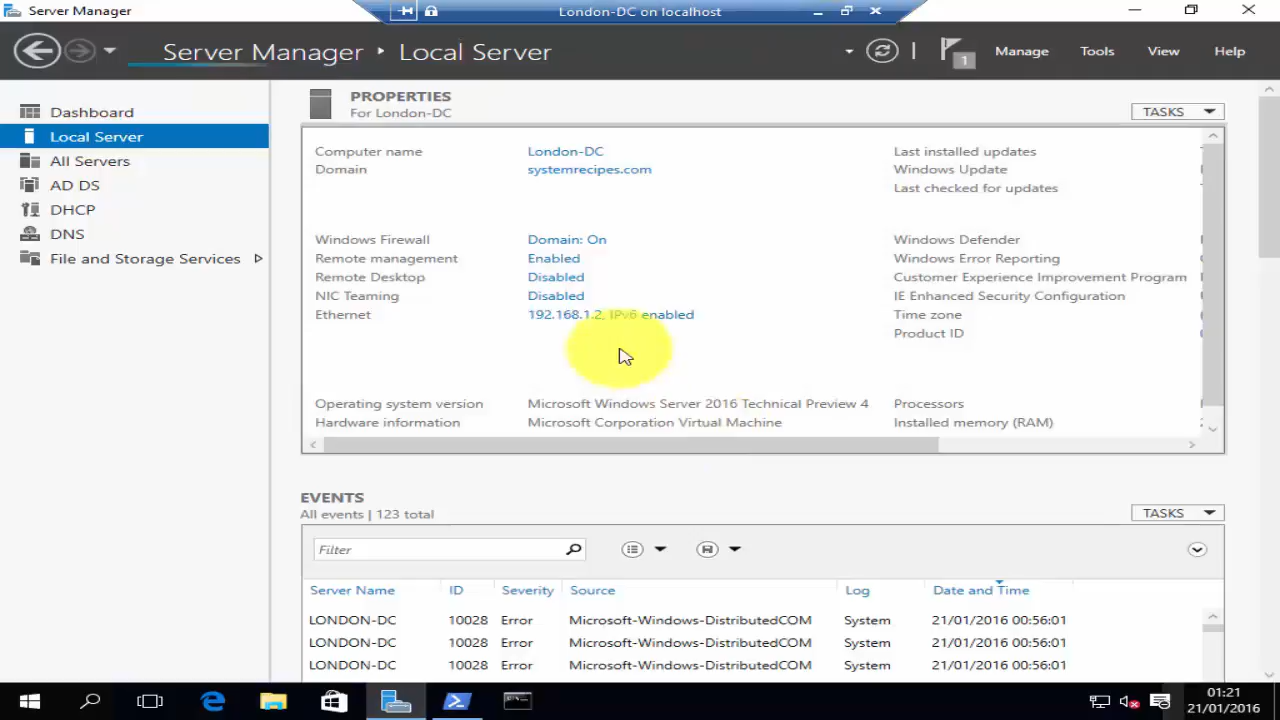 Server Manager
London-DC on localhost
Server Manager ▸ Local Server
1
Manage Tools View Help
Dashboard
Local Server
All Servers
AD DS
DHCP
DNS
File and Storage Services
PROPERTIES
For London-DC
TASKS
Computer name London-DC Last installed updates
Domain systemrecipes.com Windows Update
Last checked for updates
Windows Firewall Domain: On Windows Defender
Remote management Enabled Windows Error Reporting
Remote Desktop Disabled Customer Experience Improvement Program
NIC Teaming Disabled IE Enhanced Security Configuration
Ethernet 192.168.1.2, IPv6 enabled Time zone
Product ID
Operating system version Microsoft Windows Server 2016 Technical Preview 4 Processors
Hardware information Microsoft Corporation Virtual Machine Installed memory (RAM)
EVENTS
All events | 123 total
TASKS
Filter
Server Name ID Severity Source Log Date and Time
LONDON-DC 10028 Error Microsoft-Windows-DistributedCOM System 21/01/2016 00:56:01
LONDON-DC 10028 Error Microsoft-Windows-DistributedCOM System 21/01/2016 00:56:01
LONDON-DC 10028 Error Microsoft-Windows-DistributedCOM System 21/01/2016 00:56:01
01:21
21/01/2016